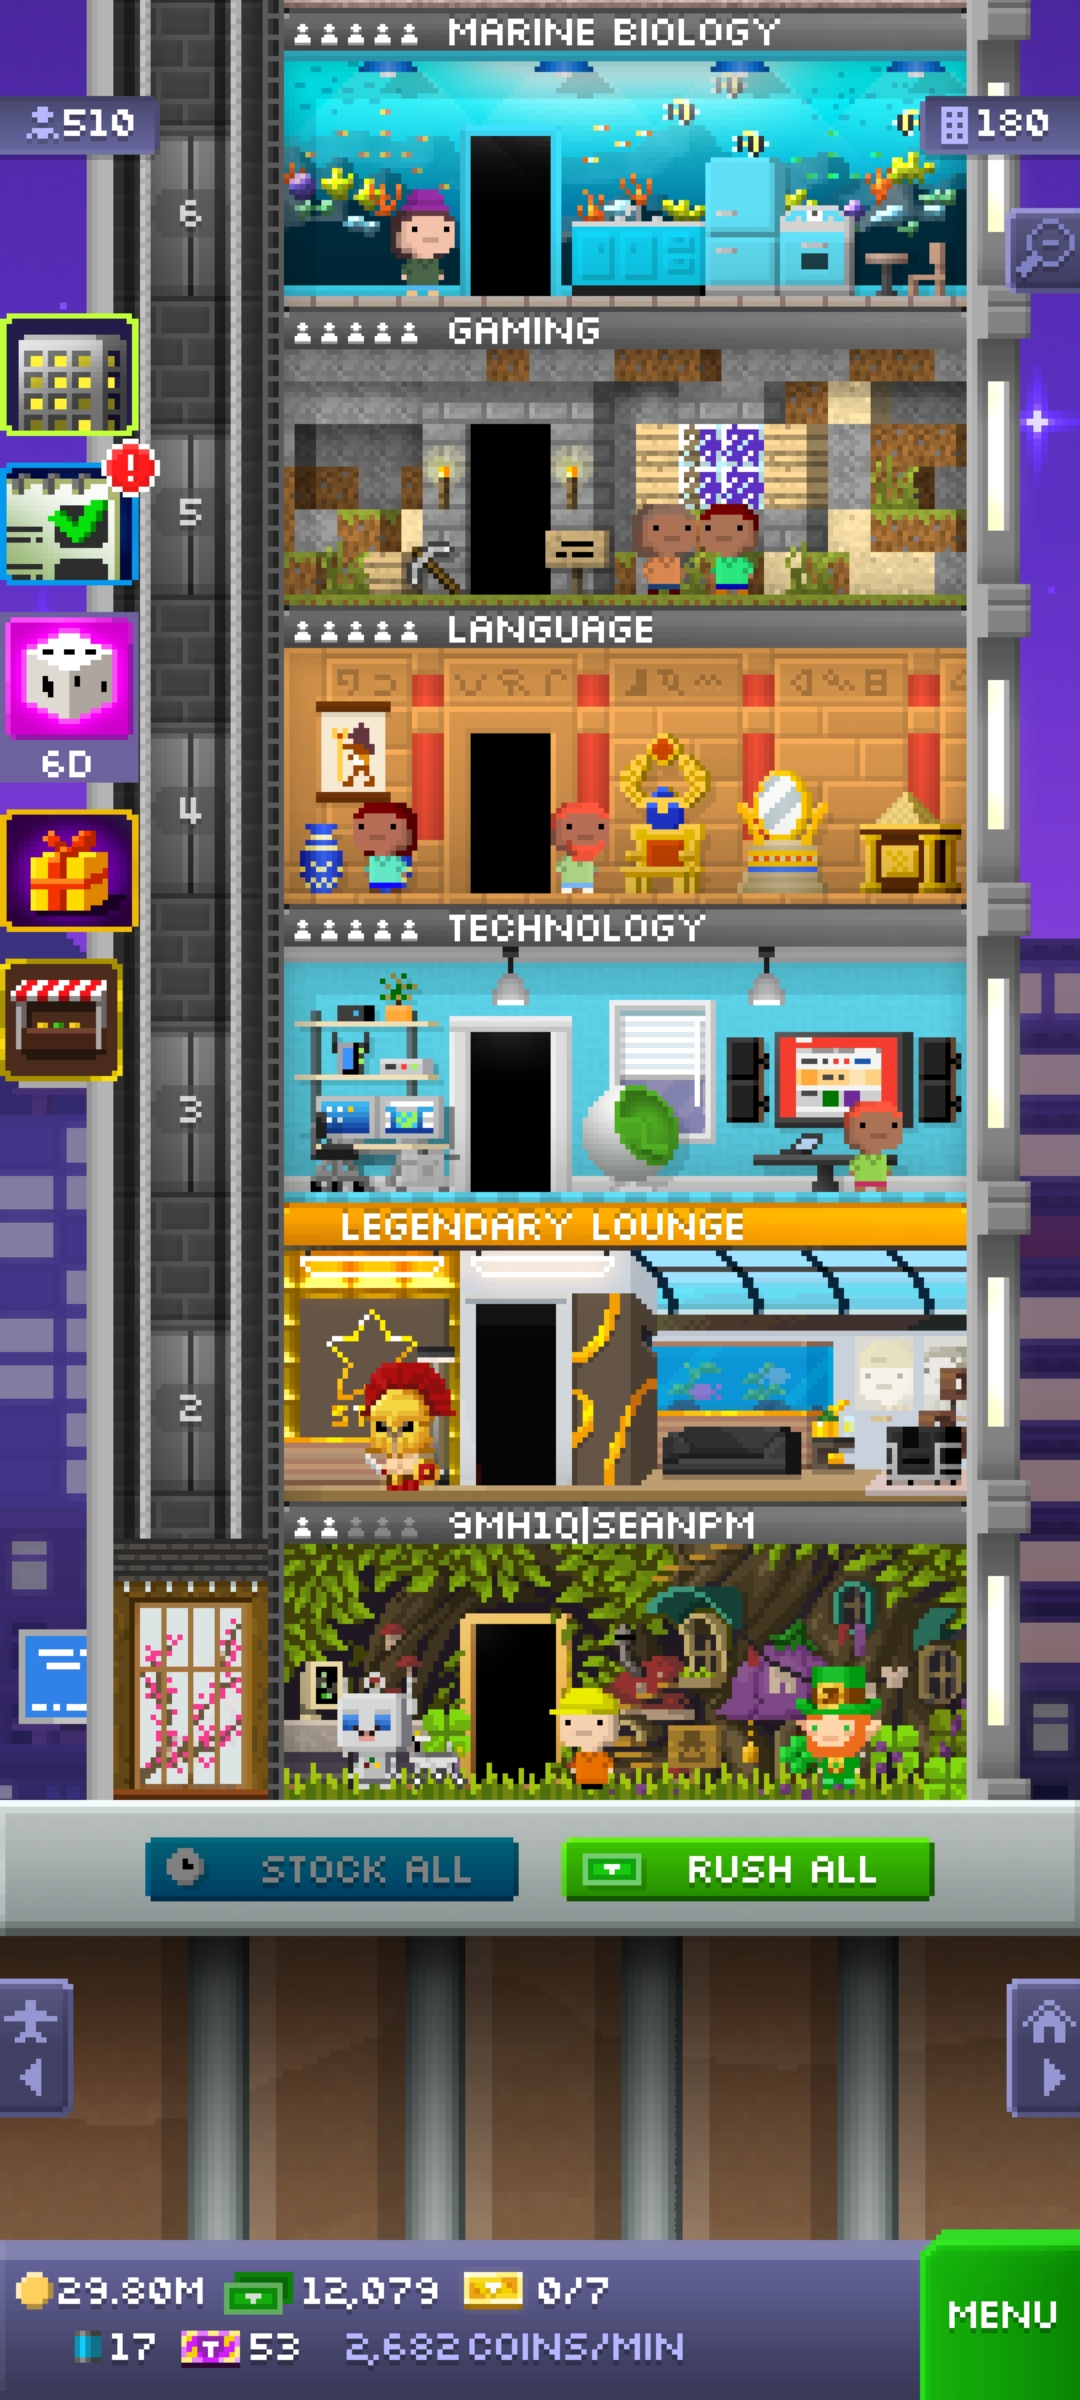 MARINE BIOLOGY
510
180
6
GAMING
5
LANGUAGE
6D
4
TECHNOLOGY
3
LEGENDARY LOUNGE
2
9MH1Q|SEANPM
STOCK ALL
RUSH ALL
29.80M 12,079 0/7
MENU
17 53 2,682 COINS/MIN